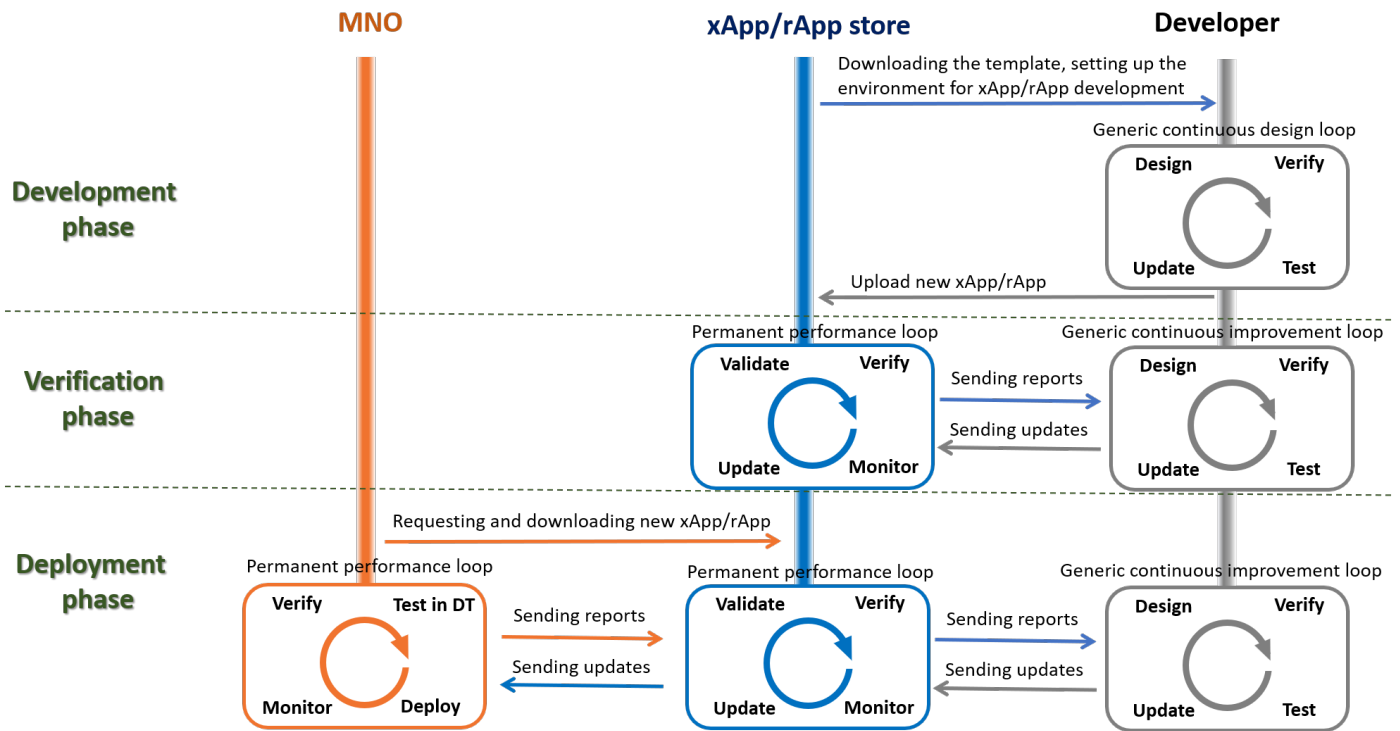 MNO
xApp/rApp store
Developer
Downloading the template, setting up the
environment for xApp/rApp development
Generic continuous design loop
Design
Verify
Development
phase
Update
Test
Upload new xApp/rApp
Permanent performance loop
Generic continuous improvement loop
Validate
Verify
Design
Verify
Sending reports
Verification
phase
Sending updates
Update
Monitor
Update
Test
Requesting and downloading new xApp/rApp
Deployment
phase
Permanent performance loop
Permanent performance loop
Generic continuous improvement loop
Verify
Test in DT
Validate
Verify
Design
Verify
Sending reports
Sending reports
Sending updates
Sending updates
Monitor
Deploy
Update
Monitor
Update
Test